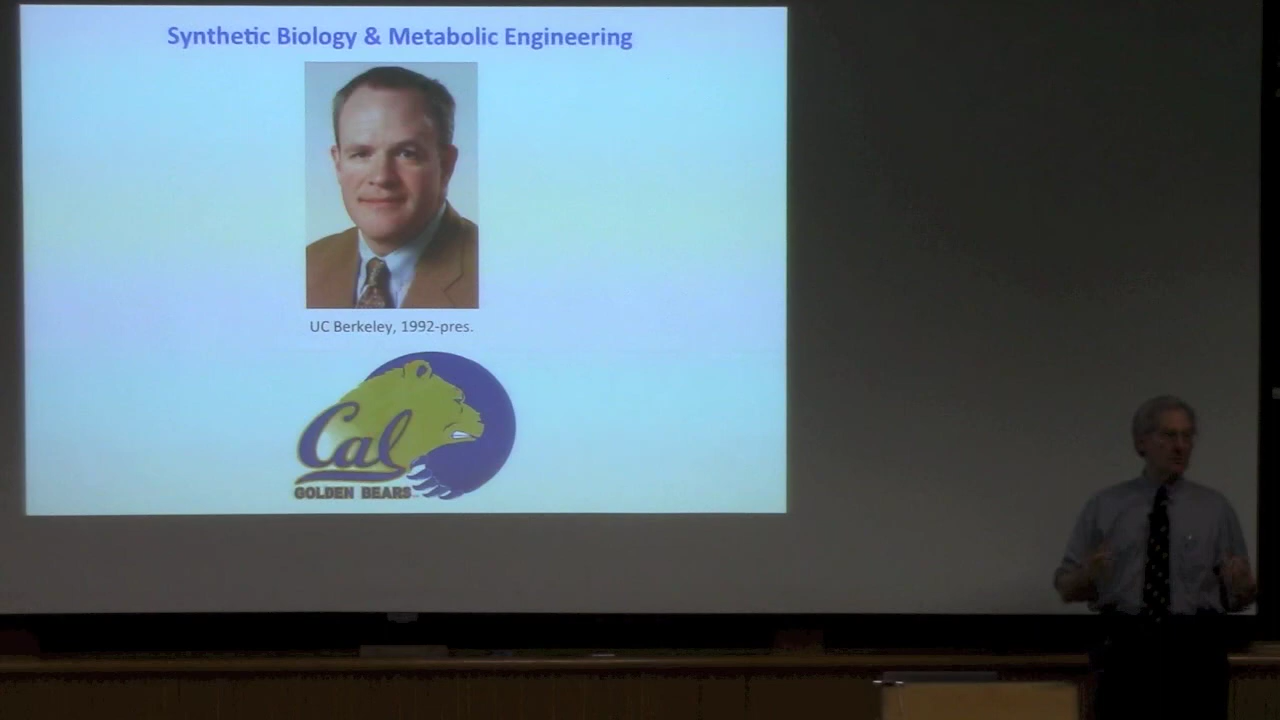 Synthetic Biology & Metabolic Engineering
UC Berkeley, 1992-pres.
Cal
GOLDEN BEARS